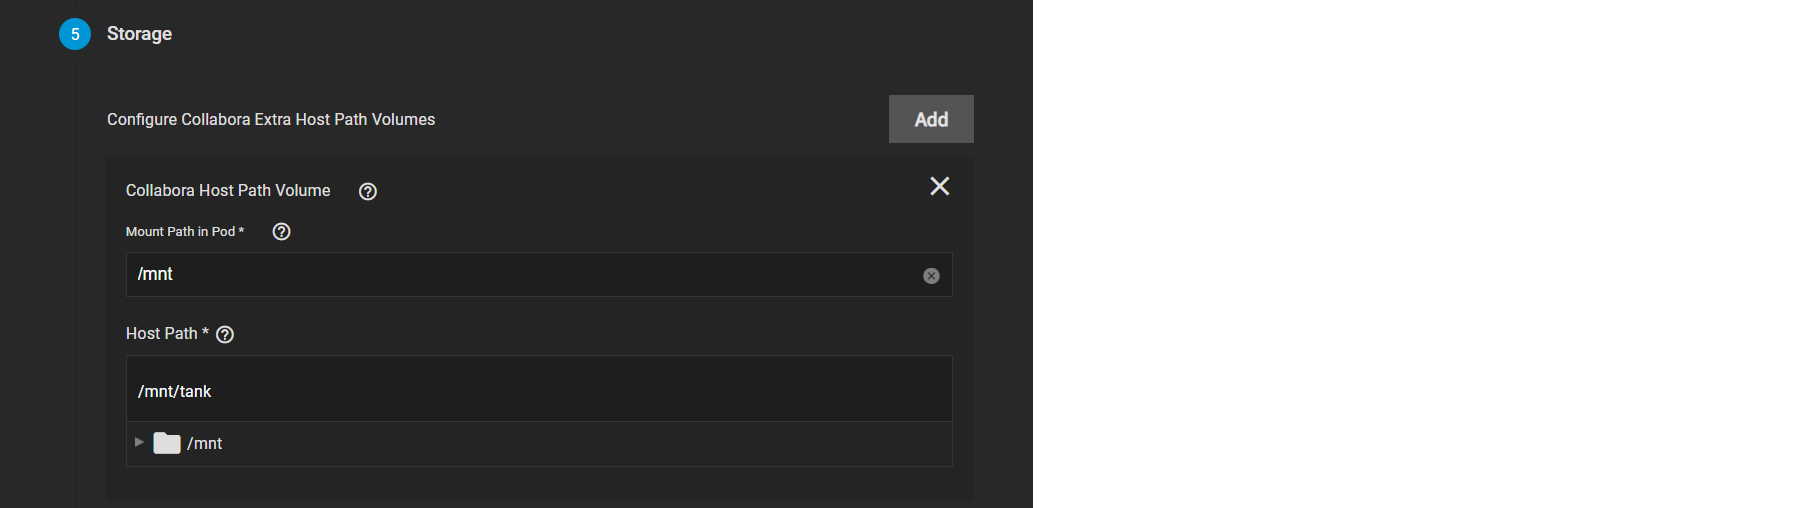 5 Storage
Configure Collabora Extra Host Path Volumes Add
Collabora Host Path Volume
Mount Path in Pod *
/mnt
Host Path *
/mnt/tank
/mnt